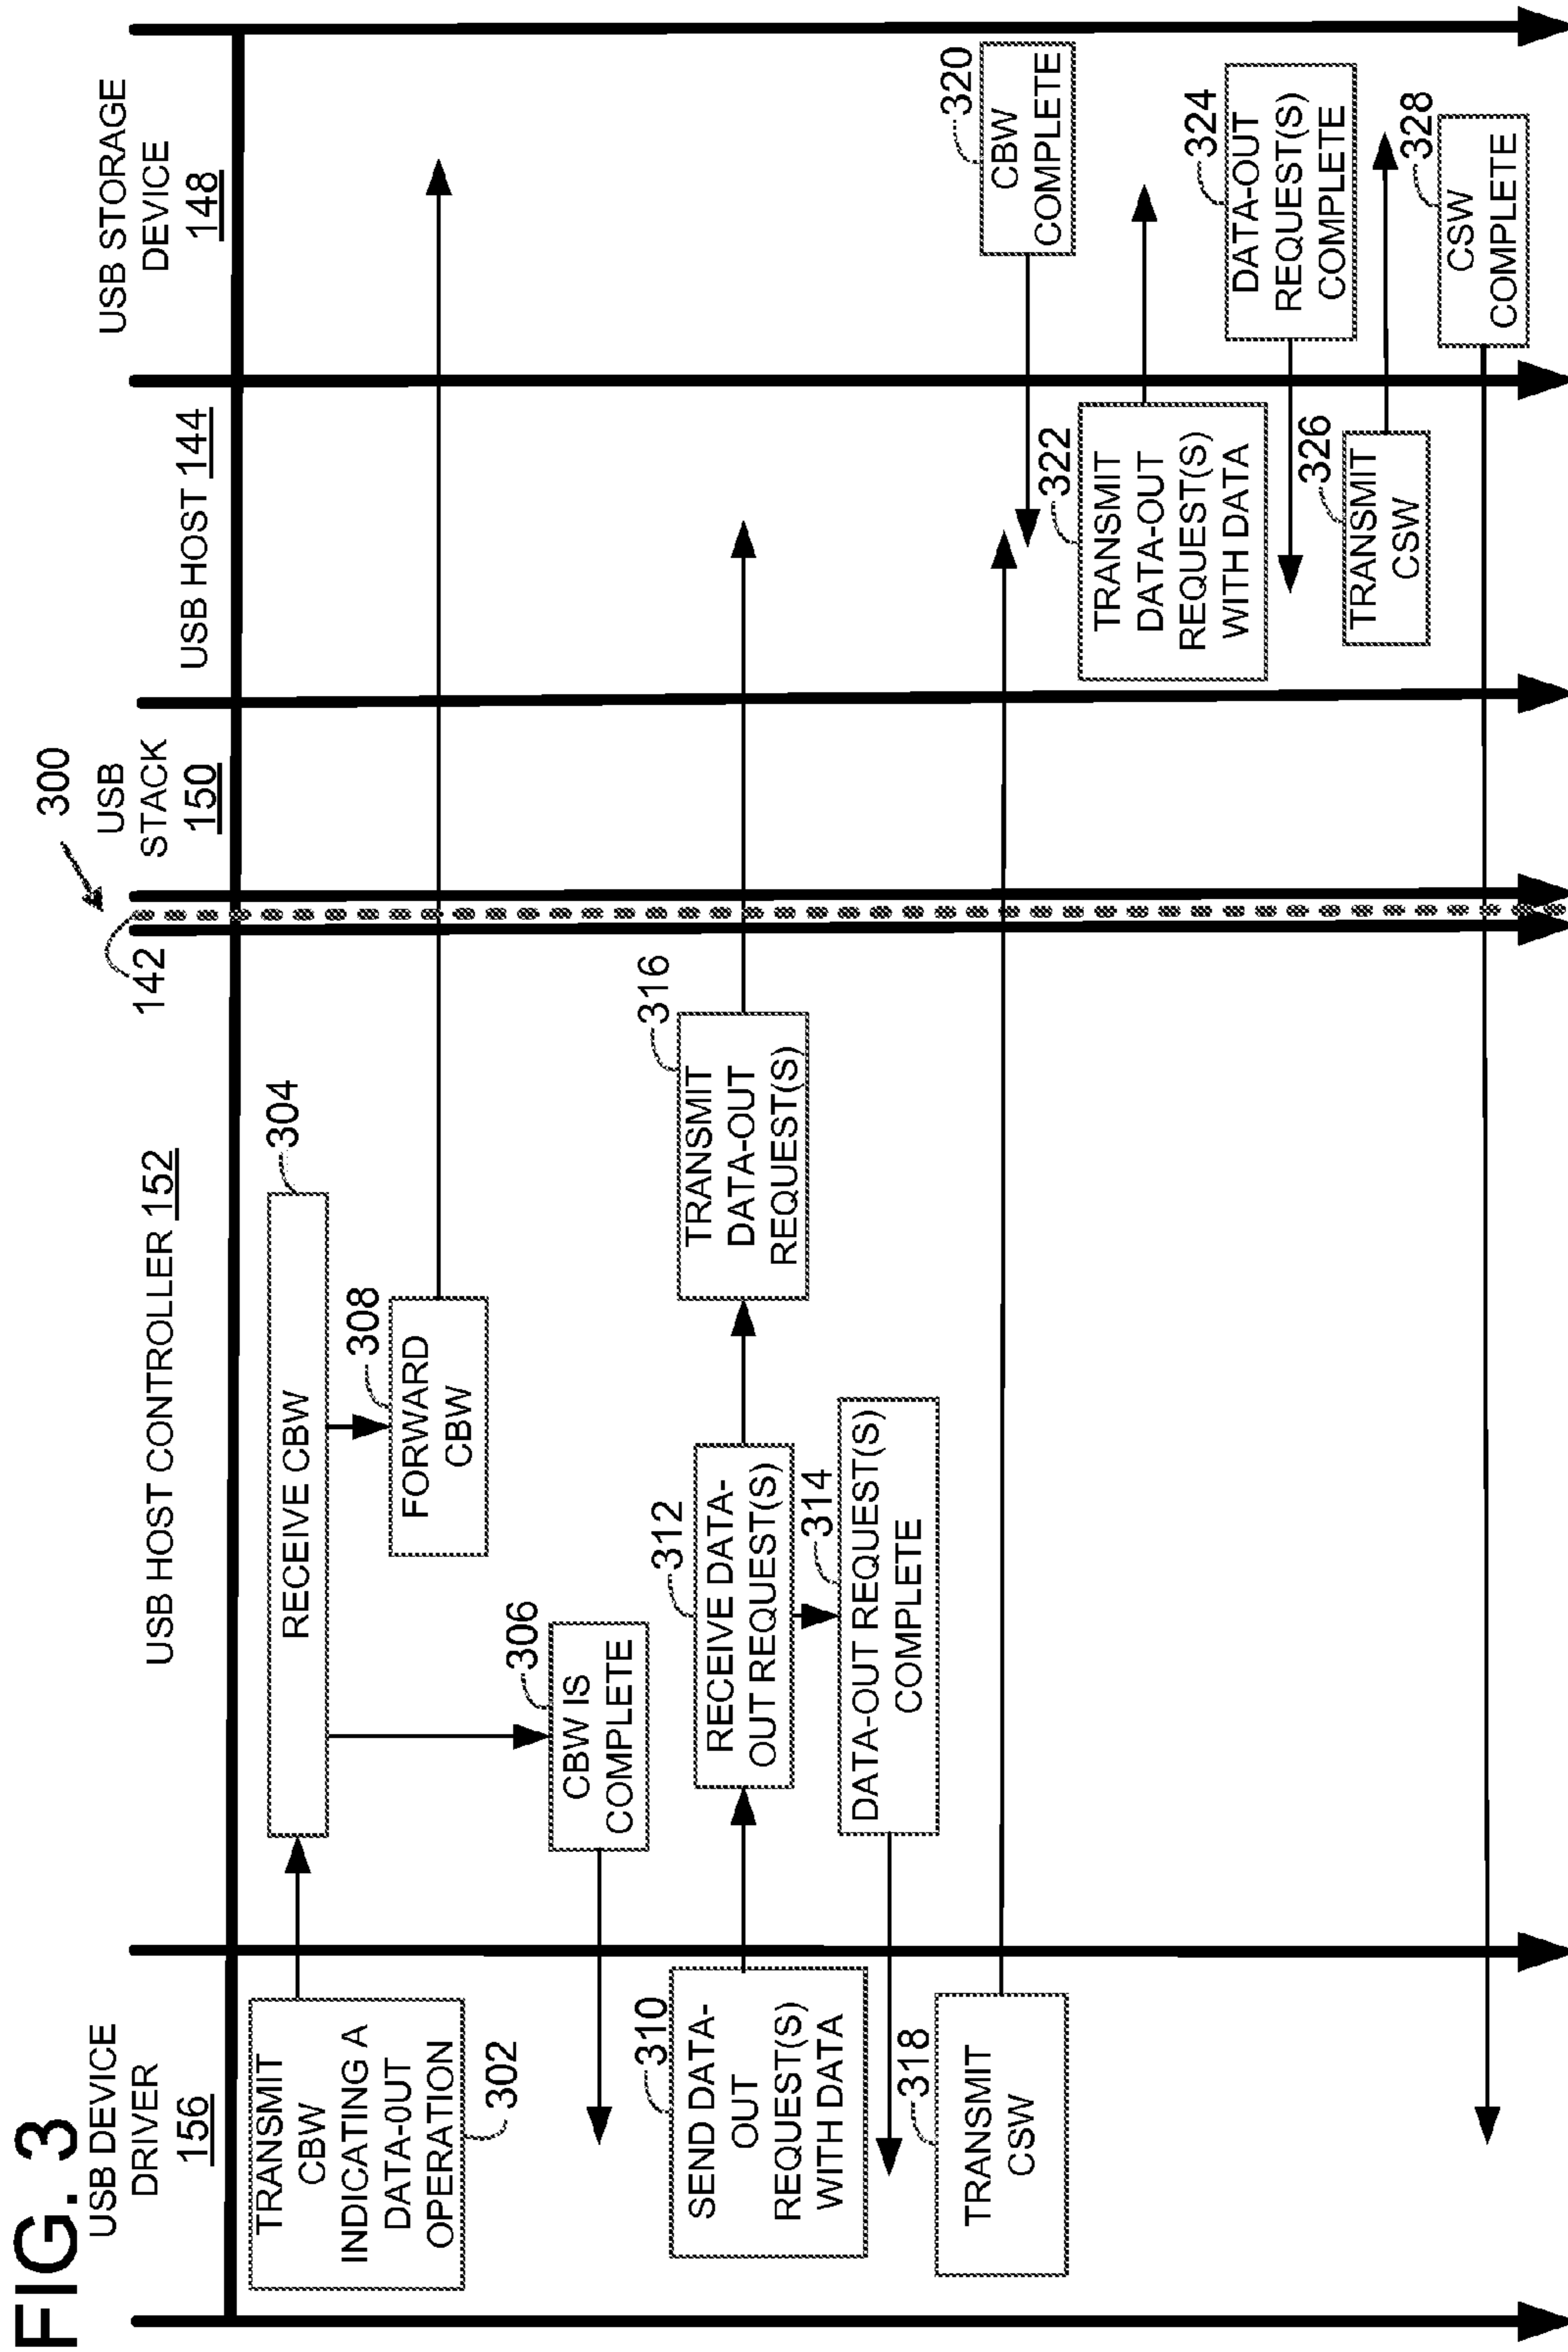 FIG. 3
300
142
USB DEVICE
DRIVER
156
USB HOST CONTROLLER 152
USB
STACK
150
USB HOST 144
USB STORAGE
DEVICE
148
TRANSMIT
CBW
INDICATING A
DATA-0UT
OPERATION
302
RECEIVE CBW
304
FORWARD
CBW
308
CBW IS
COMPLETE
306
SEND DATA-
OUT
REQUEST(S)
WITH DATA
310
RECEIVE DATA-
OUT REQUEST(S)
312
DATA-OUT REQUEST(S)
COMPLETE
314
TRANSMIT
DATA-OUT
REQUEST(S)
316
TRANSMIT
CSW
318
CBW
COMPLETE
320
TRANSMIT
DATA-OUT
REQUEST(S)
WITH DATA
322
DATA-OUT
REQUEST(S)
COMPLETE
324
TRANSMIT
CSW
326
CSW
COMPLETE
328